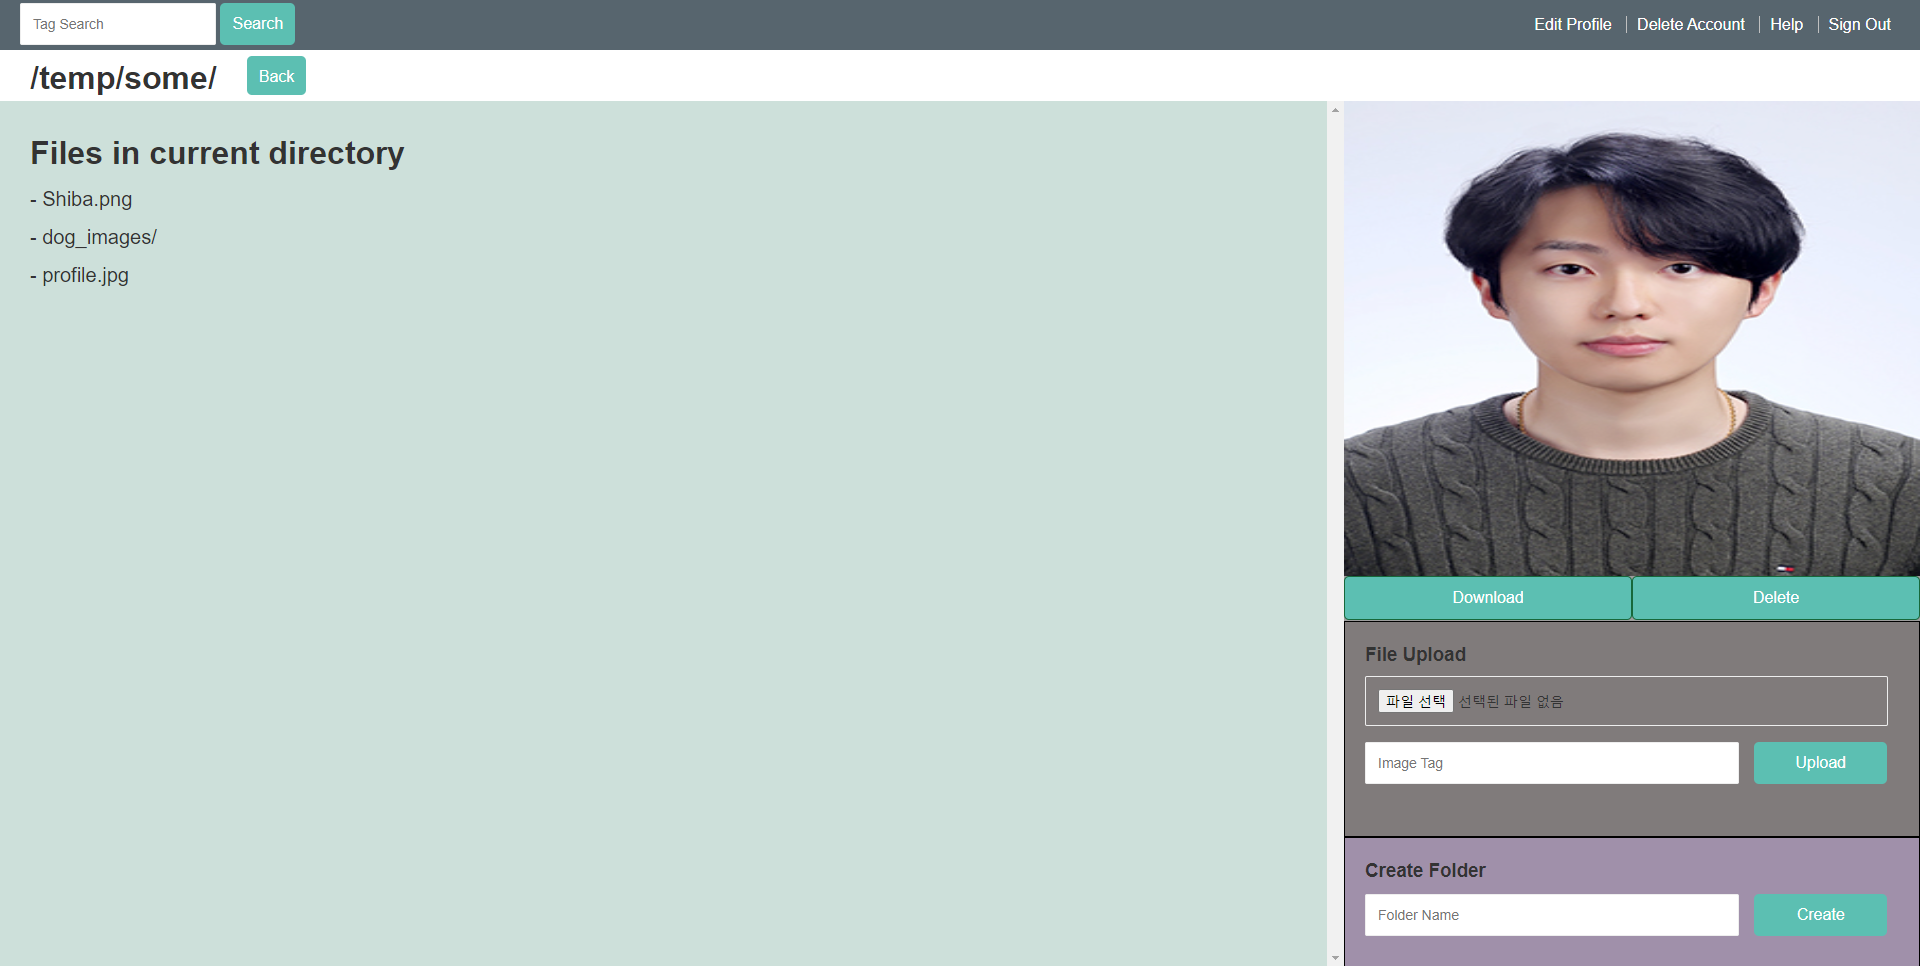 Tag Search Search Edit Profile Delete Account Help Sign Out
/temp/some/ Back
Files in current directory
- Shiba.png
- dog_images/
- profile.jpg
Download Delete
File Upload
파일 선택 선택된 파일 없음
Image Tag Upload
Create Folder
Folder Name Create